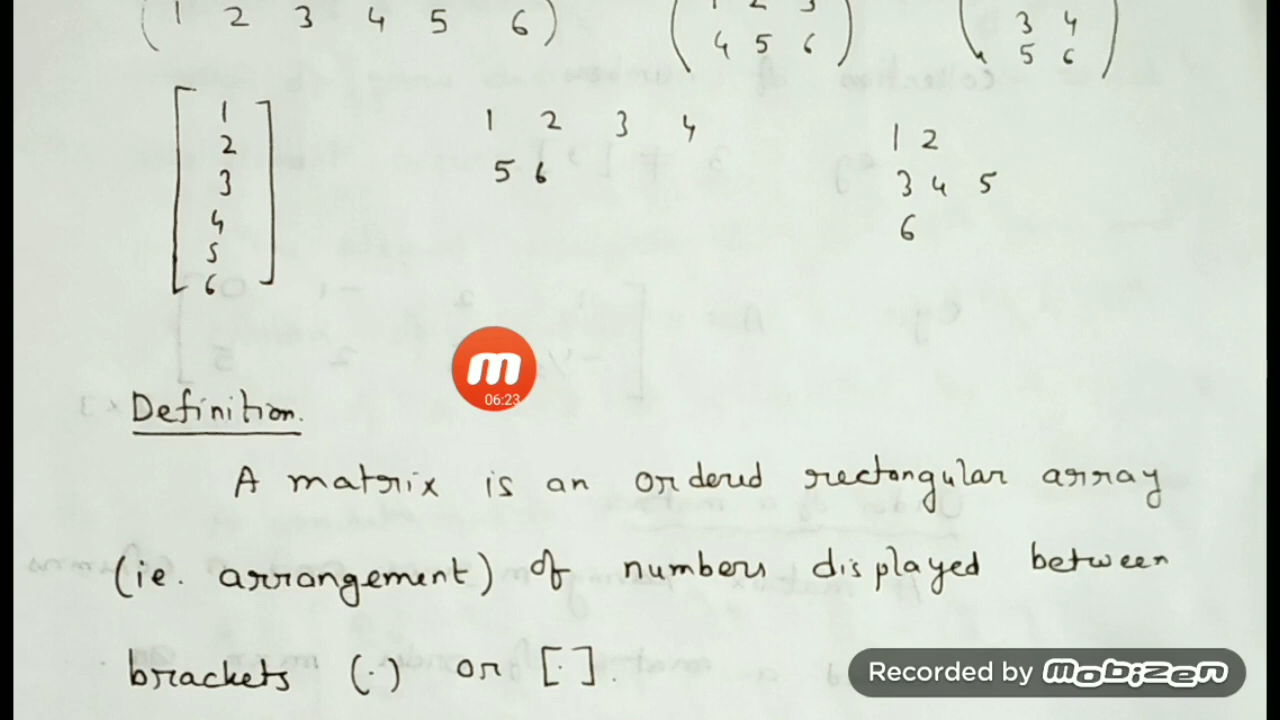 ( 1 2 3 4 5 6 ) ( 1 2 3 (
4 5 6 ) 3 4 )
5 6
[ 1 ] 1 2 3 4 1 2
2 5 6 3 4 5
3 6
4
5
6
m
06:23
Definition.
A matrix is an ordered rectongular array
(ie. arrangement) of numbers displayed between
brackets (.) or [.].
Recorded by mobizen